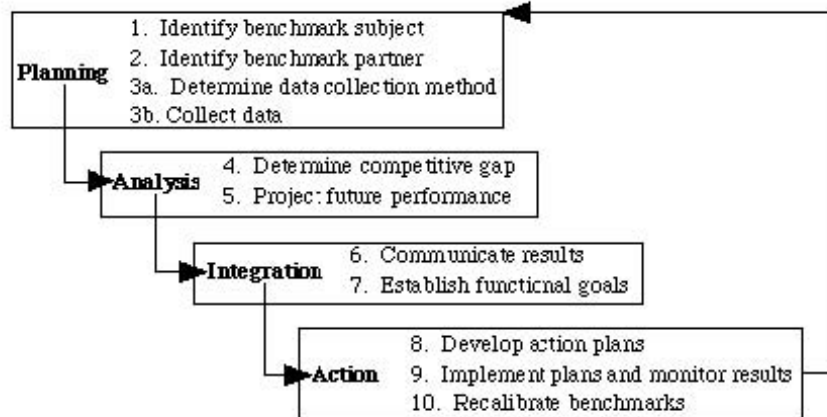 Planning
1. Identify benchmark subject
2. Identify benchmark partner
3a. Determine data collection method
3b. Collect data
Analysis
4. Determine competitive gap
5. Project future performance
Integration
6. Communicate results
7. Establish functional goals
Action
8. Develop action plans
9. Implement plans and monitor results
10. Recalibrate benchmarks